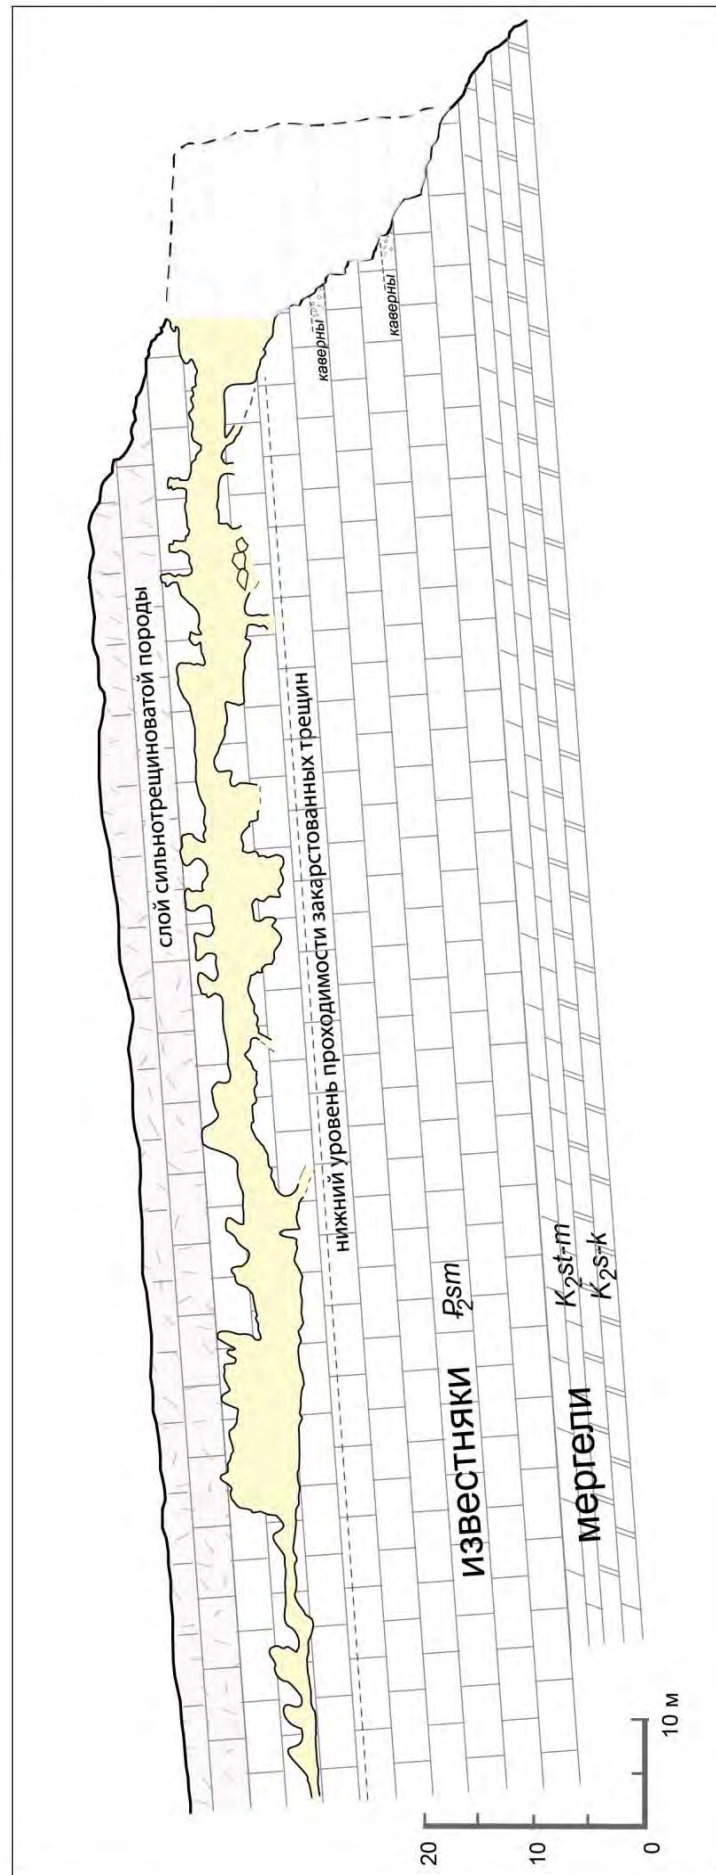 слой сильнотрещиноватой породы
каверны
каверны
нижний уровень проходимости закарстованных трещин
известняки
P₂sm
мергели
K₂st-m
K₂s-k
20
10
0
10 м